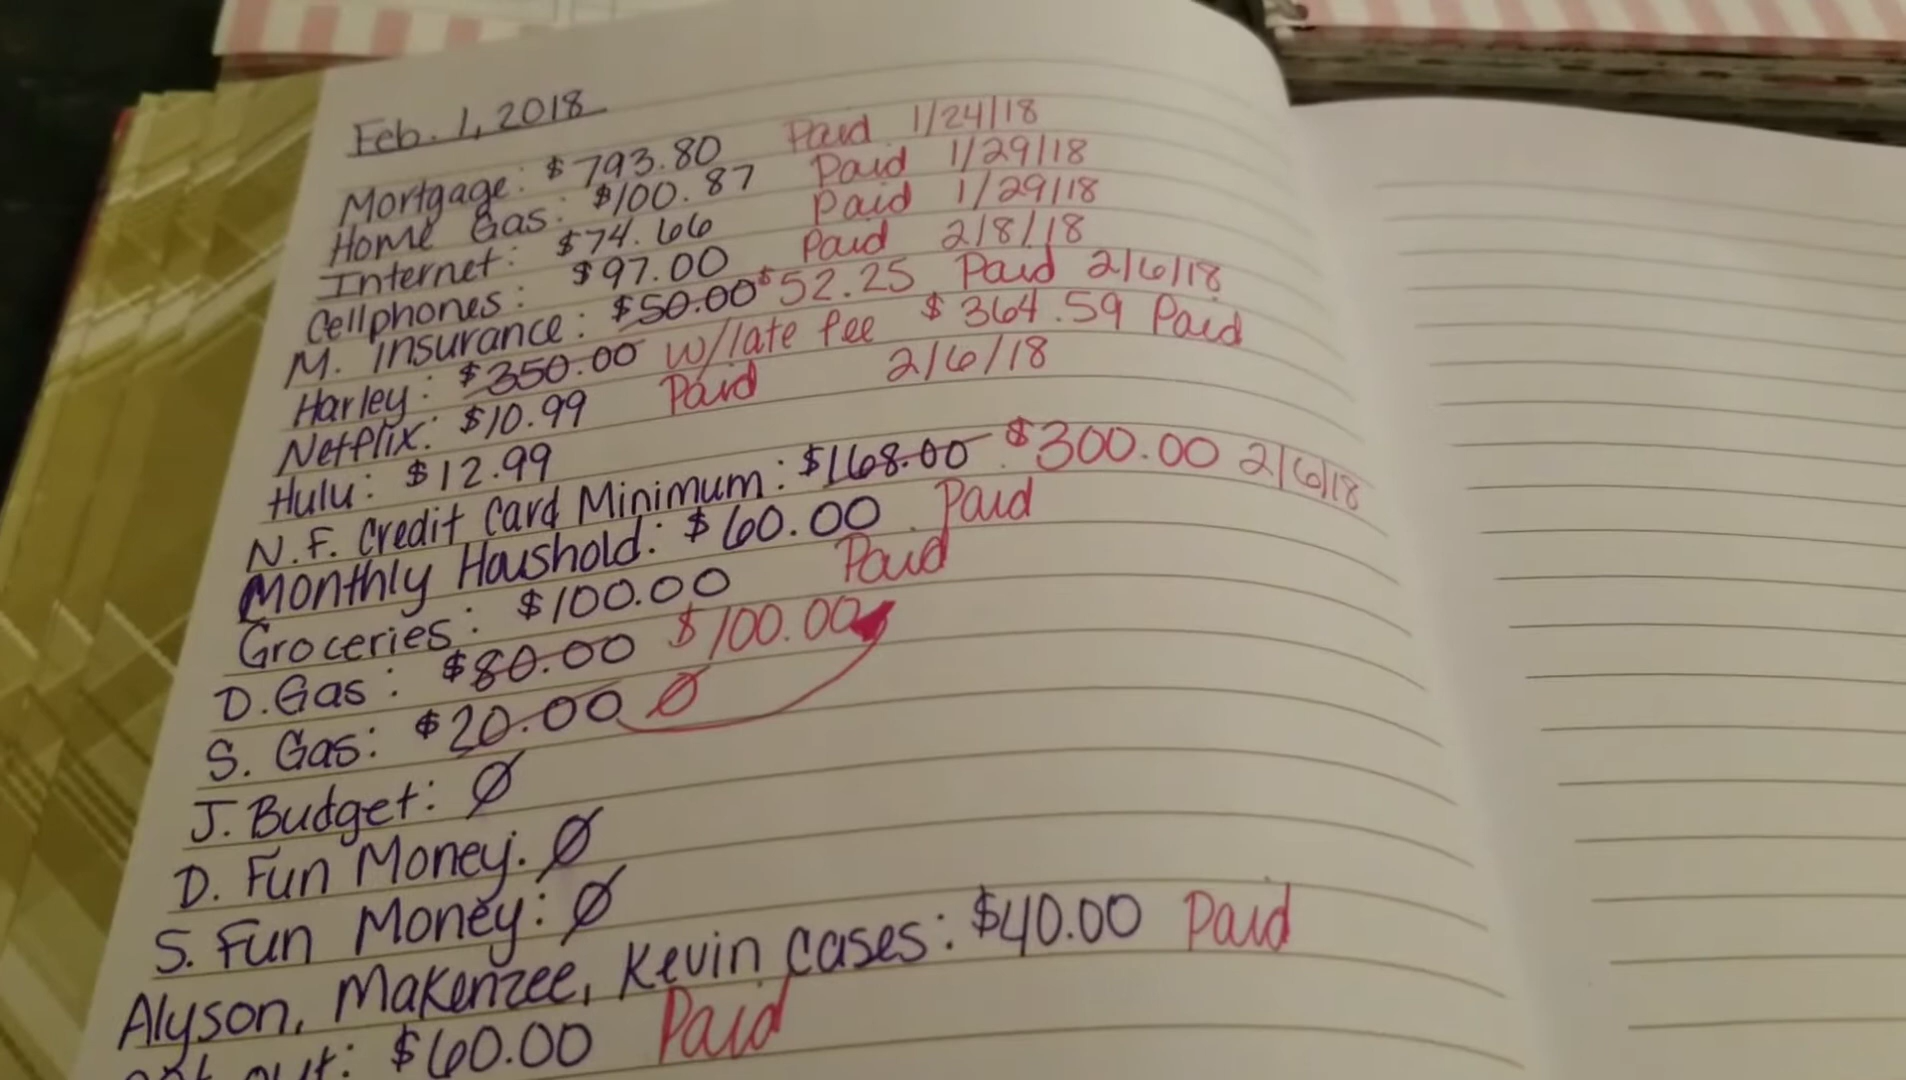 Feb. 1, 2018
Mortgage: $793.80 Paid 1/24/18
Home Gas: $100.87 Paid 1/29/18
Internet: $74.66 Paid 1/29/18
Cellphones: $97.00 Paid 2/8/18
M. Insurance: $50.00 $52.25 Paid 2/6/18
Harley: $350.00 w/late fee $364.59 Paid
Netflix: $10.99 Paid 2/6/18
Hulu: $12.99
N.F. Credit Card Minimum: $168.00 $300.00 2/6/18
Monthly Haushold: $60.00 Paid
Groceries: $100.00 Paid
D. Gas: $80.00 $100.00
S. Gas: $20.00 Ø
J. Budget: Ø
D. Fun Money: Ø
S. Fun Money: Ø
Alyson, Makenzee, Kevin cases: $40.00 Paid
out: $60.00 Paid